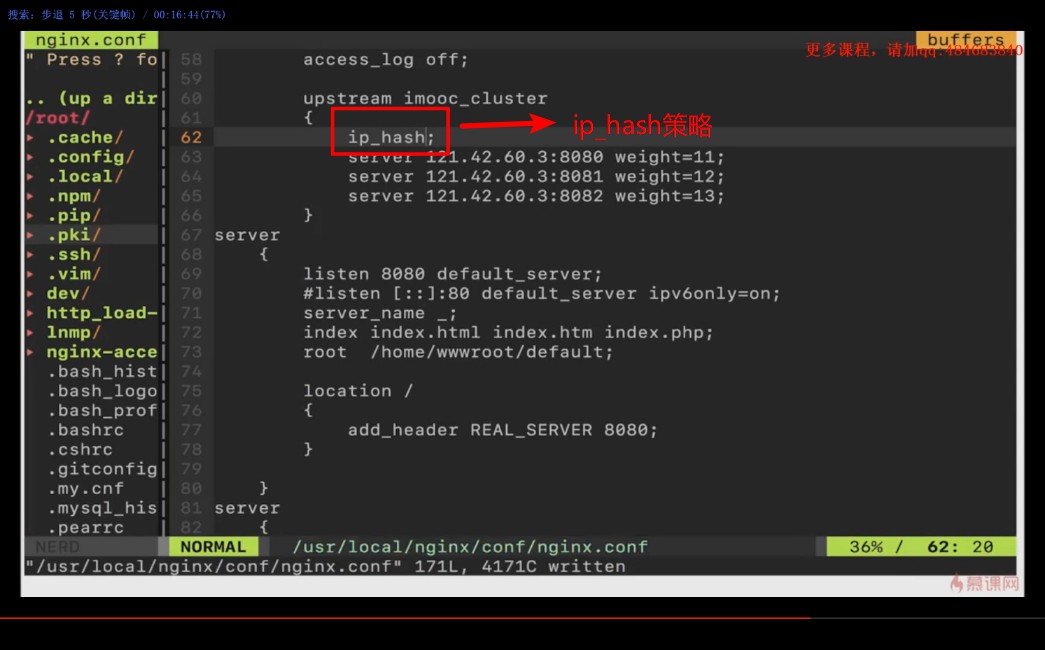 搜索: 步退 5 秒(关键帧) / 00:16:44(77%)
nginx.conf buffers
更多课程，请加qq:484683840
" Press ? fo 58 access_log off;
59
.. (up a dir 60 upstream imooc_cluster
/root/ 61 {
▸ .cache/ 62 ip_hash; ip_hash策略
▸ .config/ 63 server 121.42.60.3:8080 weight=11;
▸ .local/ 64 server 121.42.60.3:8081 weight=12;
▸ .npm/ 65 server 121.42.60.3:8082 weight=13;
▸ .pip/ 66 }
▸ .pki/ 67 server
▸ .ssh/ 68 {
▸ .vim/ 69 listen 8080 default_server;
▸ dev/ 70 #listen [::]:80 default_server ipv6only=on;
▸ http_load- 71 server_name _;
▸ lnmp/ 72 index index.html index.htm index.php;
▸ nginx-acce 73 root /home/wwwroot/default;
.bash_hist 74
.bash_logo 75 location /
.bash_prof 76 {
.bashrc 77 add_header REAL_SERVER 8080;
.cshrc 78 }
.gitconfig 79
.my.cnf 80 }
.mysql_his 81 server
.pearrc 82 {
NERD NORMAL /usr/local/nginx/conf/nginx.conf 36% / 62: 20
"/usr/local/nginx/conf/nginx.conf" 171L, 4171C written
慕课网